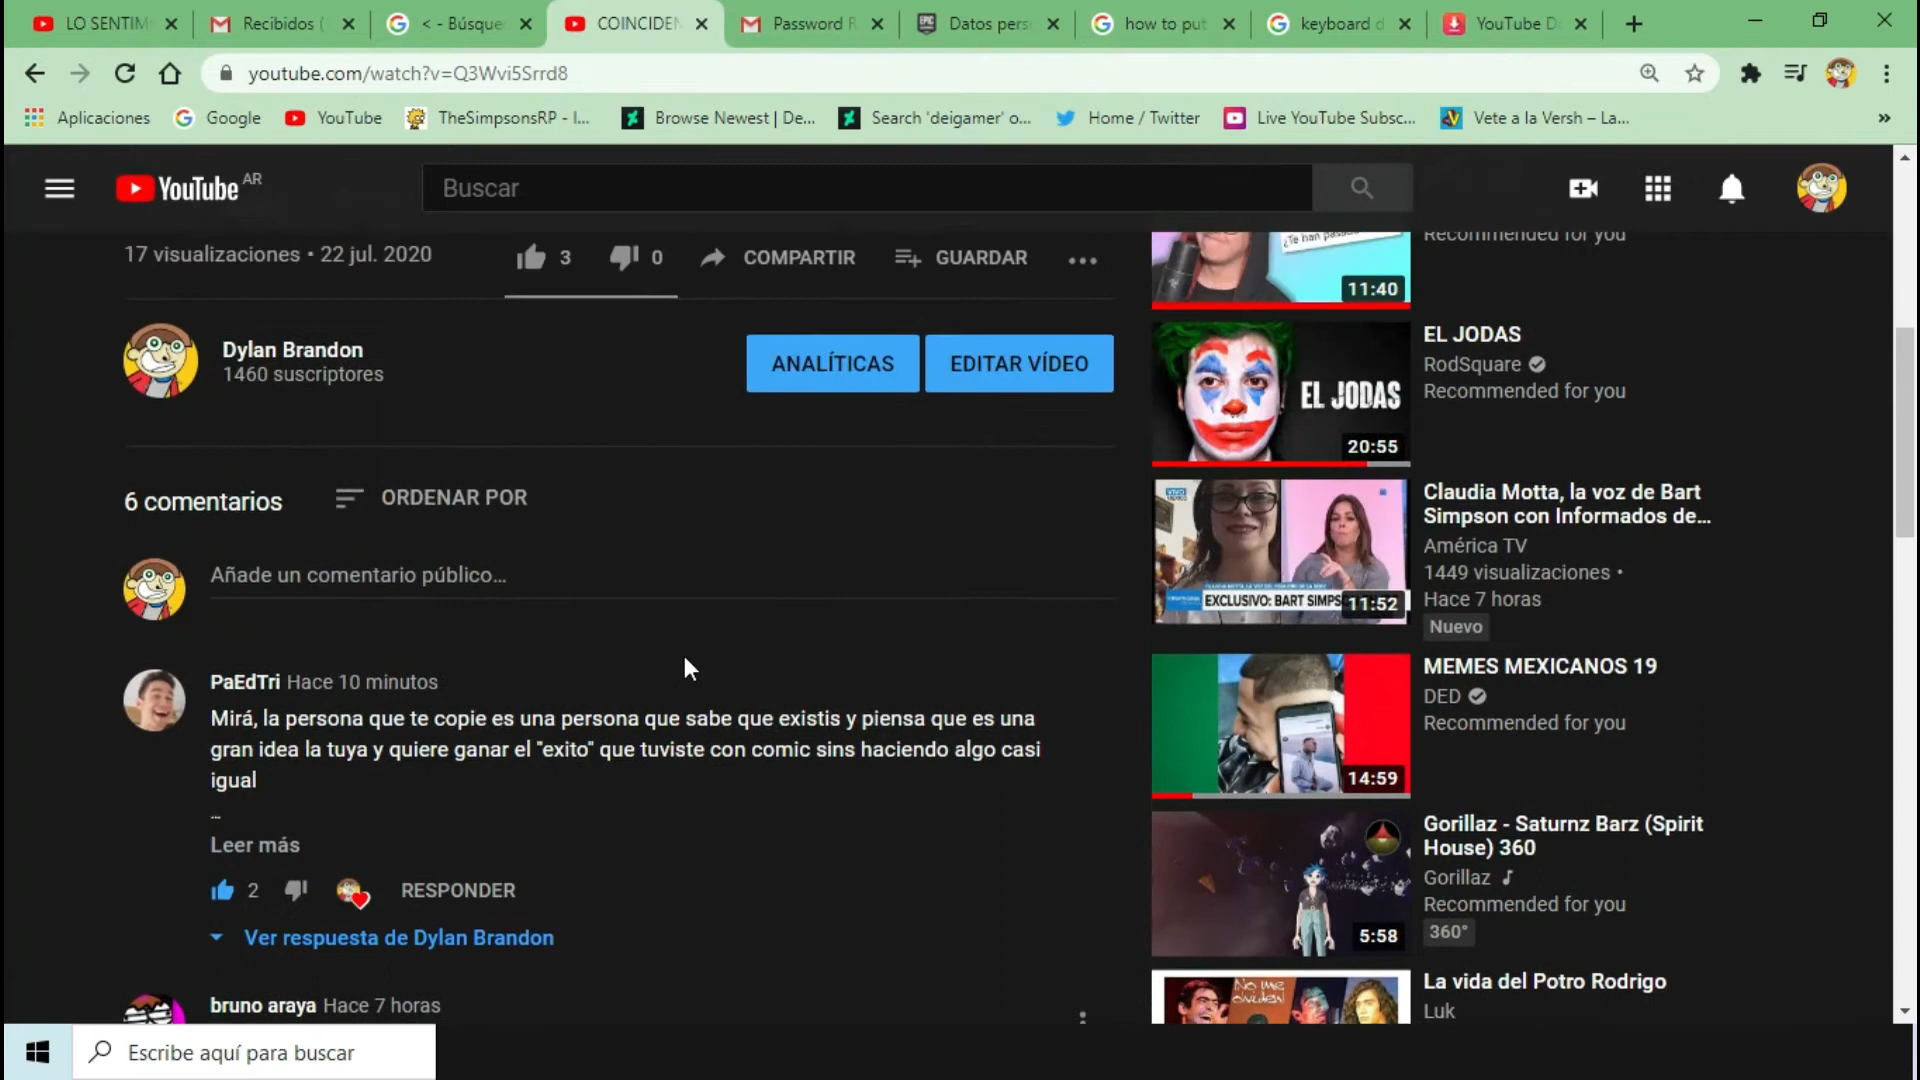 LO SENTIM
Recibidos (
< - Búsque
COINCIDEN
Password R
Datos pers
how to put
keyboard d
YouTube D
youtube.com/watch?v=Q3Wvi5Srrd8
Aplicaciones
Google
YouTube
TheSimpsonsRP - I...
Browse Newest | De...
Search 'deigamer' o...
Home / Twitter
Live YouTube Subsc...
Vete a la Versh – La...
YouTube AR
Buscar
17 visualizaciones • 22 jul. 2020
3
0
COMPARTIR
GUARDAR
Dylan Brandon
1460 suscriptores
ANALÍTICAS
EDITAR VÍDEO
6 comentarios
ORDENAR POR
Añade un comentario público...
PaEdTri Hace 10 minutos
Mirá, la persona que te copie es una persona que sabe que existis y piensa que es una
gran idea la tuya y quiere ganar el "exito" que tuviste con comic sins haciendo algo casi
igual
...
Leer más
2
RESPONDER
Ver respuesta de Dylan Brandon
bruno araya Hace 7 horas
¿Te han pasado
11:40
Recommended for you
EL JODAS
20:55
EL JODAS
RodSquare
Recommended for you
VIVO
EXCLUSIVO: BART SIMPS
11:52
Claudia Motta, la voz de Bart
Simpson con Informados de...
América TV
1449 visualizaciones •
Hace 7 horas
Nuevo
14:59
MEMES MEXICANOS 19
DED
Recommended for you
5:58
Gorillaz - Saturnz Barz (Spirit
House) 360
Gorillaz
Recommended for you
360°
No me
olviden
La vida del Potro Rodrigo
Luk
Escribe aquí para buscar